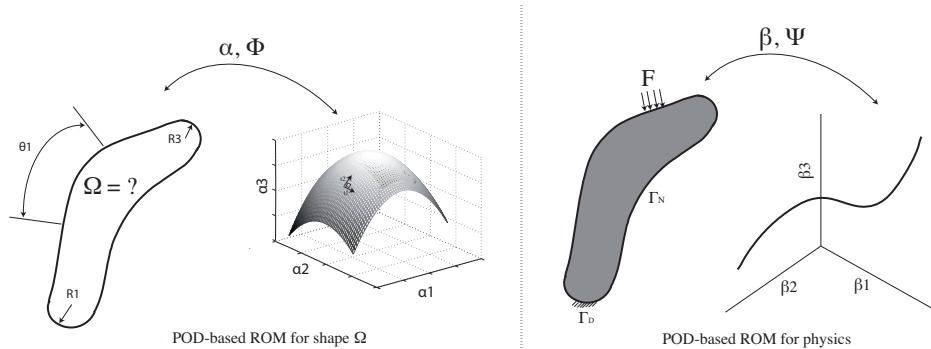 α, Φ
θ1
R3
Ω = ?
R1
α3
α2
α1
POD-based ROM for shape Ω
β, Ψ
F
ΓN
ΓD
β3
β2
β1
POD-based ROM for physics